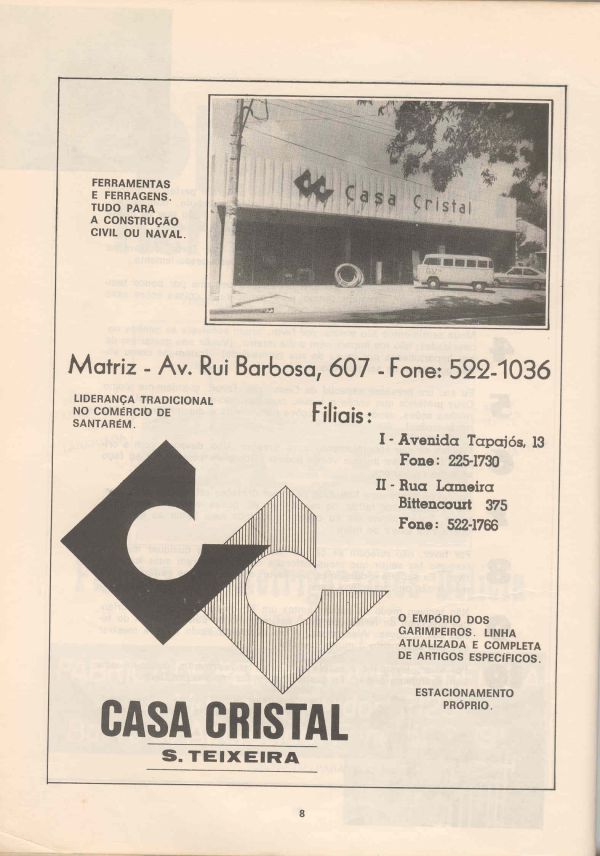 FERRAMENTAS
E FERRAGENS.
TUDO PARA
A CONSTRUÇÃO
CIVIL OU NAVAL.
Casa Cristal
Matriz - Av. Rui Barbosa, 607 - Fone: 522-1036
LIDERANÇA TRADICIONAL
NO COMÉRCIO DE
SANTARÉM.
Filiais:
I - Avenida Tapajós, 13
Fone: 225-1730
II - Rua Lameira
Bittencourt 375
Fone: 522-1766
O EMPÓRIO DOS
GARIMPEIROS. LINHA
ATUALIZADA E COMPLETA
DE ARTIGOS ESPECÍFICOS.
ESTACIONAMENTO
PRÓPRIO.
CASA CRISTAL
S. TEIXEIRA
8